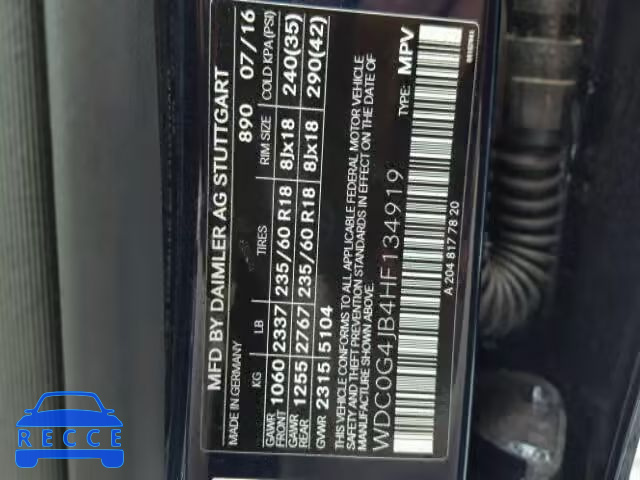 MFD BY DAIMLER AG STUTTGART
MADE IN GERMANY 890 07/16
KG LB TIRES RIM SIZE COLD KPA (PSI)
GAWR FRONT 1060 2337 235/60 R18 8Jx18 240(35)
GAWR REAR 1255 2767 235/60 R18 8Jx18 290(42)
GVWR 2315 5104
THIS VEHICLE CONFORMS TO ALL APPLICABLE FEDERAL MOTOR VEHICLE
SAFETY AND THEFT PREVENTION STANDARDS IN EFFECT ON THE DATE OF
MANUFACTURE SHOWN ABOVE.
WDC0G4JB4HF134919 TYPE: MPV
A 204 817 78 20
RECCE